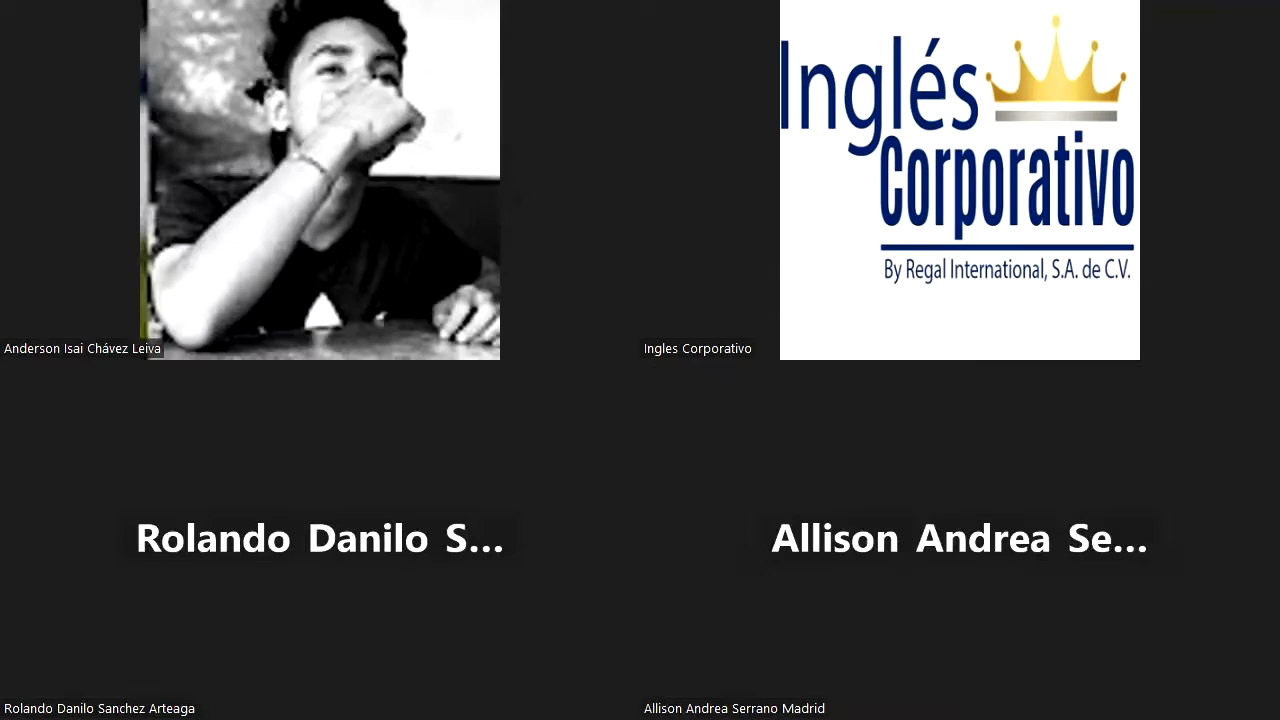 Anderson Isai Chávez Leiva
Inglés
Corporativo
By Regal International, S.A. de C.V.
Ingles Corporativo
Rolando Danilo S...
Allison Andrea Se...
Rolando Danilo Sanchez Arteaga
Allison Andrea Serrano Madrid